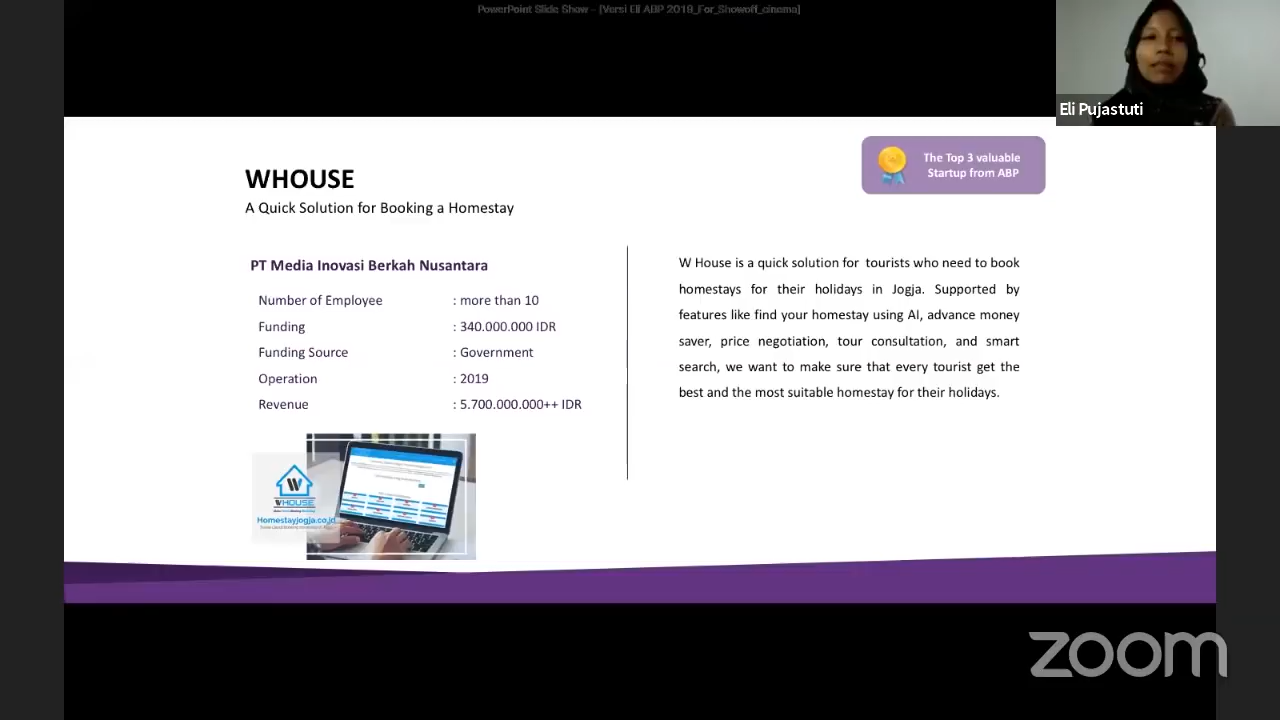 PowerPoint Slide Show - [Versi Eli ABP 2019_For_Showoff_cinema]
Eli Pujastuti
The Top 3 valuable
Startup from ABP
WHOUSE
A Quick Solution for Booking a Homestay
PT Media Inovasi Berkah Nusantara
Number of Employee : more than 10
Funding : 340.000.000 IDR
Funding Source : Government
Operation : 2019
Revenue : 5.700.000.000++ IDR
W House is a quick solution for tourists who need to book
homestays for their holidays in Jogja. Supported by
features like find your homestay using AI, advance money
saver, price negotiation, tour consultation, and smart
search, we want to make sure that every tourist get the
best and the most suitable homestay for their holidays.
W
WHOUSE
Homestayjogja.co.id
zoom